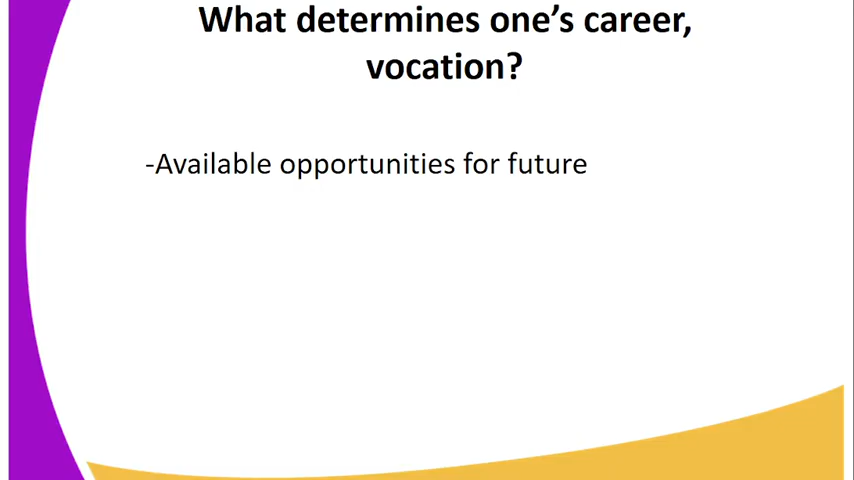 What determines one’s career,
vocation?
-Available opportunities for future